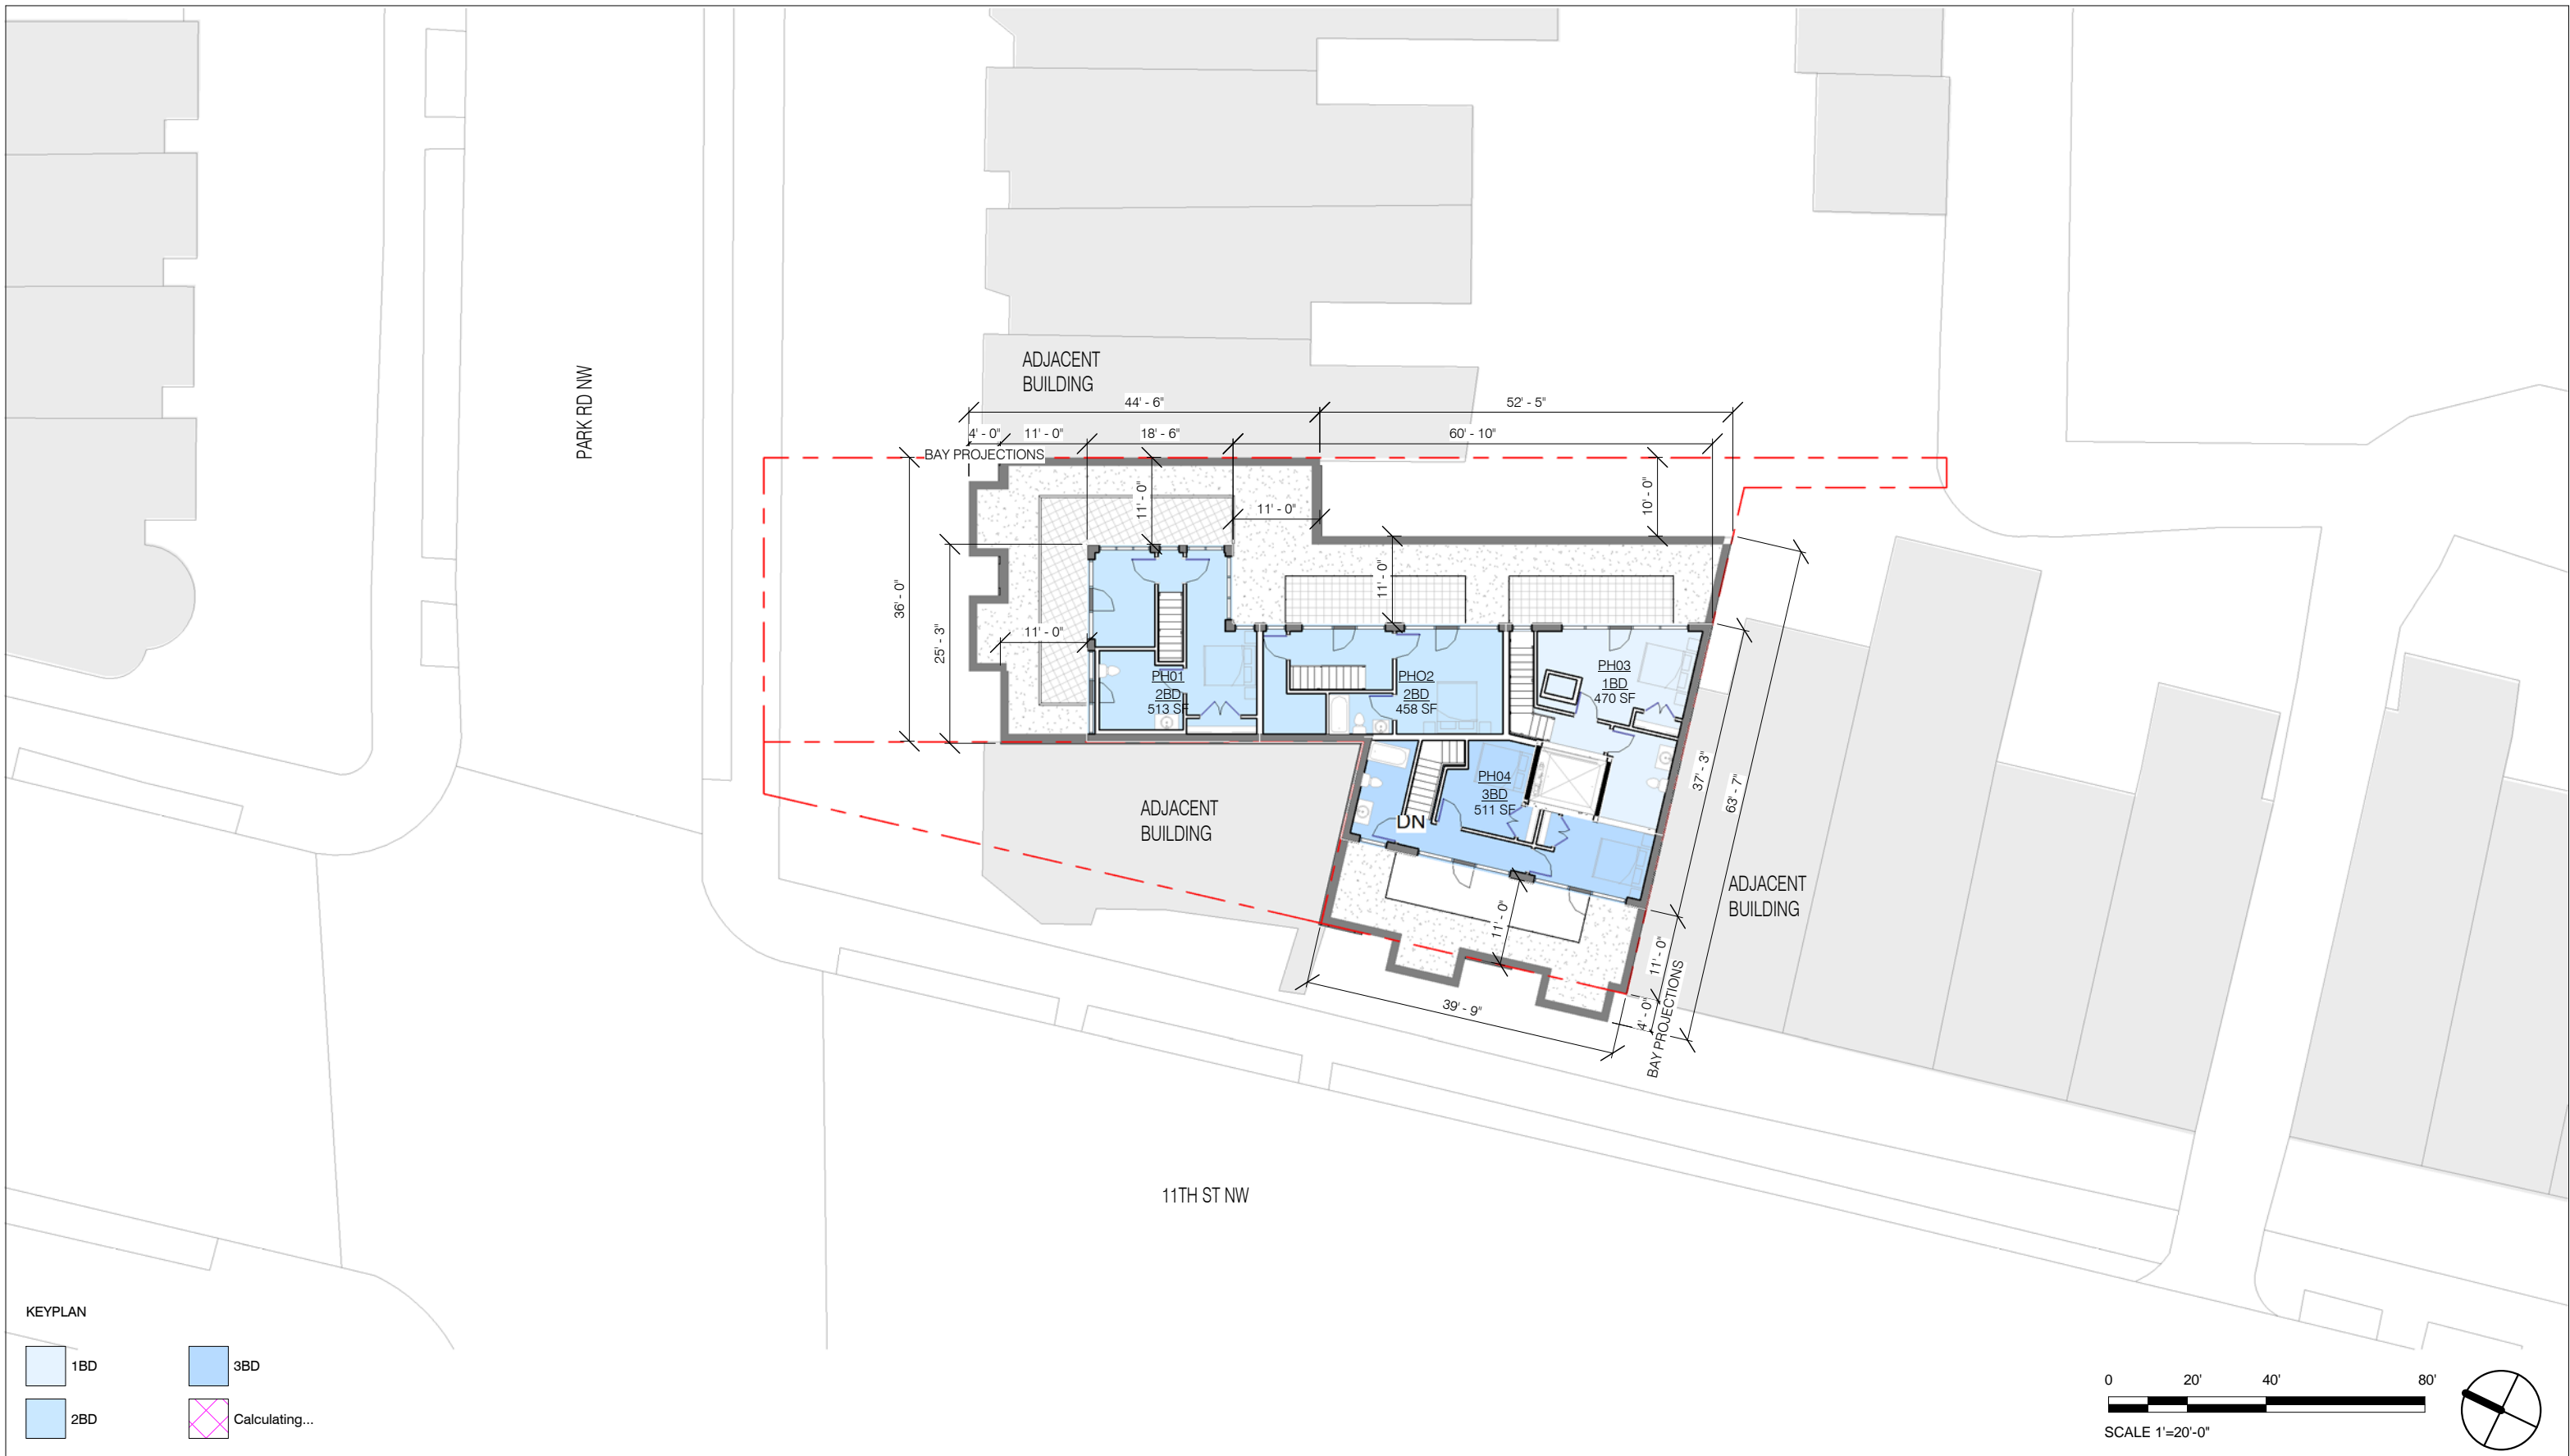 PARK RD NW
ADJACENT
BUILDING
44' - 6"
52' - 5"
4' - 0"
11' - 0"
18' - 6"
60' - 10"
BAY PROJECTIONS
11' - 0"
11' - 0"
10' - 0"
11' - 0"
36' - 0"
25' - 3"
11' - 0"
PH01
2BD
513 SF
PHO2
2BD
458 SF
PH03
1BD
470 SF
PH04
3BD
511 SF
DN
37' - 3"
63' - 7"
ADJACENT
BUILDING
ADJACENT
BUILDING
11' - 0"
11' - 0"
4' - 0"
BAY PROJECTIONS
39' - 9"
11TH ST NW
KEYPLAN
1BD
3BD
2BD
Calculating...
0 20' 40' 80'
SCALE 1'=20'-0"